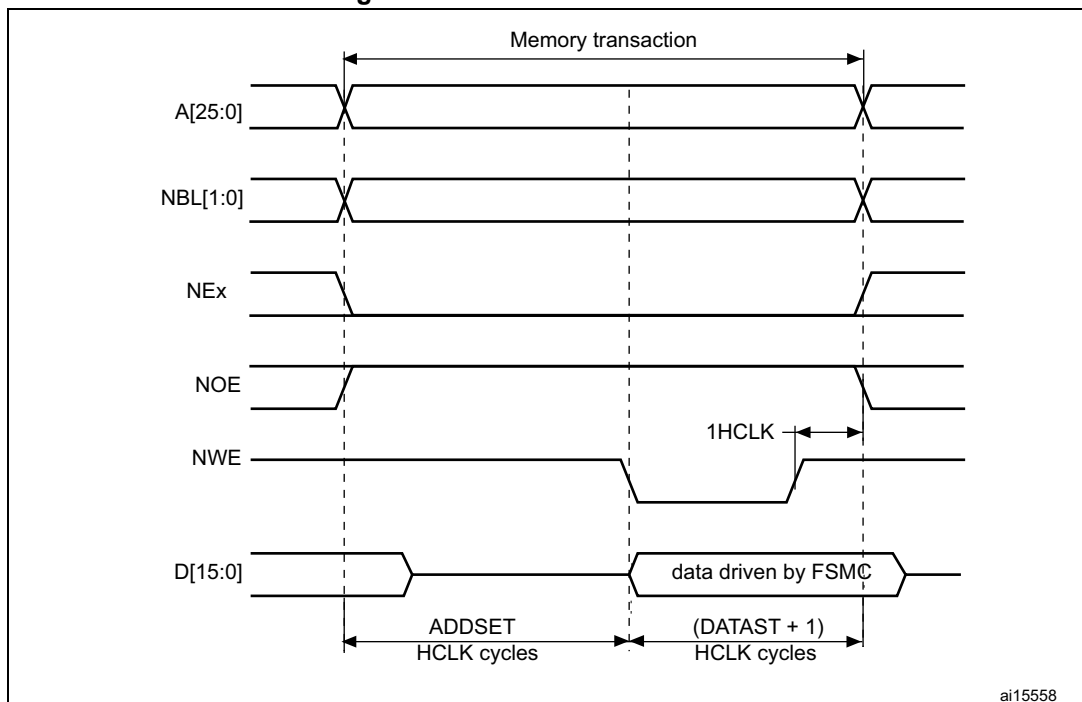 Memory transaction
A[25:0]
NBL[1:0]
NEx
NOE
1HCLK
NWE
D[15:0]
data driven by FSMC
ADDSET
HCLK cycles
(DATAST + 1)
HCLK cycles
ai15558